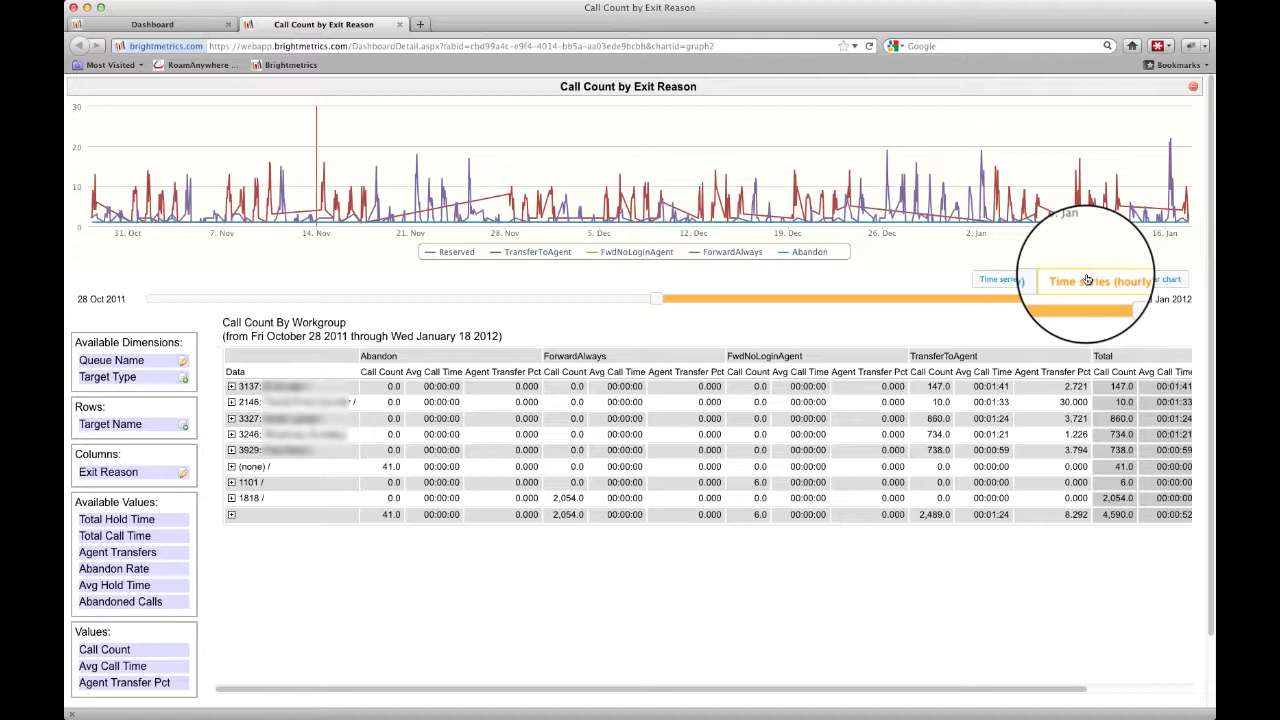 Call Count by Exit Reason
Dashboard × Call Count by Exit Reason × +
brightmetrics.com https://webapp.brightmetrics.com/DashboardDetail.aspx?tabid=cbd99a4c-e9f4-4014-bb5a-aa03ede9bcbb&chartid=graph2 Google
Most Visited RoamAnywhere ... Brightmetrics Bookmarks
Call Count by Exit Reason
30
20
10
0
31. Oct 7. Nov 14. Nov 21. Nov 28. Nov 5. Dec 12. Dec 19. Dec 26. Dec 2. Jan 9. Jan 16. Jan
Reserved TransferToAgent FwdNoLoginAgent ForwardAlways Abandon
Time series (hourly chart
28 Oct 2011 Jan 2012
Call Count By Workgroup
(from Fri October 28 2011 through Wed January 18 2012)
Available Dimensions:
Queue Name
Target Type
Rows:
Target Name
Columns:
Exit Reason
Available Values:
Total Hold Time
Total Call Time
Agent Transfers
Abandon Rate
Avg Hold Time
Abandoned Calls
Values:
Call Count
Avg Call Time
Agent Transfer Pct
Abandon ForwardAlways FwdNoLoginAgent TransferToAgent Total
Data Call Count Avg Call Time Agent Transfer Pct Call Count Avg Call Time Agent Transfer Pct Call Count Avg Call Time Agent Transfer Pct Call Count Avg Call Time Agent Transfer Pct Call Count Avg Call Time
3137: 0.0 00:00:00 0.000 0.0 00:00:00 0.000 0.0 00:00:00 0.000 147.0 00:01:41 2.721 147.0 00:01:41
2146: / 0.0 00:00:00 0.000 0.0 00:00:00 0.000 0.0 00:00:00 0.000 10.0 00:01:33 30.000 10.0 00:01:33
3327: 0.0 00:00:00 0.000 0.0 00:00:00 0.000 0.0 00:00:00 0.000 860.0 00:01:24 3.721 860.0 00:01:24
3246: 0.0 00:00:00 0.000 0.0 00:00:00 0.000 0.0 00:00:00 0.000 734.0 00:01:21 1.226 734.0 00:01:21
3929: 0.0 00:00:00 0.000 0.0 00:00:00 0.000 0.0 00:00:00 0.000 738.0 00:00:59 3.794 738.0 00:00:59
(none) / 41.0 00:00:00 0.000 0.0 00:00:00 0.000 0.0 00:00:00 0.000 0.0 00:00:00 0.000 41.0 00:00:00
1101 / 0.0 00:00:00 0.000 0.0 00:00:00 0.000 6.0 00:00:00 0.000 0.0 00:00:00 0.000 6.0 00:00:00
1818 / 0.0 00:00:00 0.000 2,054.0 00:00:00 0.000 0.0 00:00:00 0.000 0.0 00:00:00 0.000 2,054.0 00:00:00
41.0 00:00:00 0.000 2,054.0 00:00:00 0.000 6.0 00:00:00 0.000 2,489.0 00:01:24 8.292 4,590.0 00:00:52